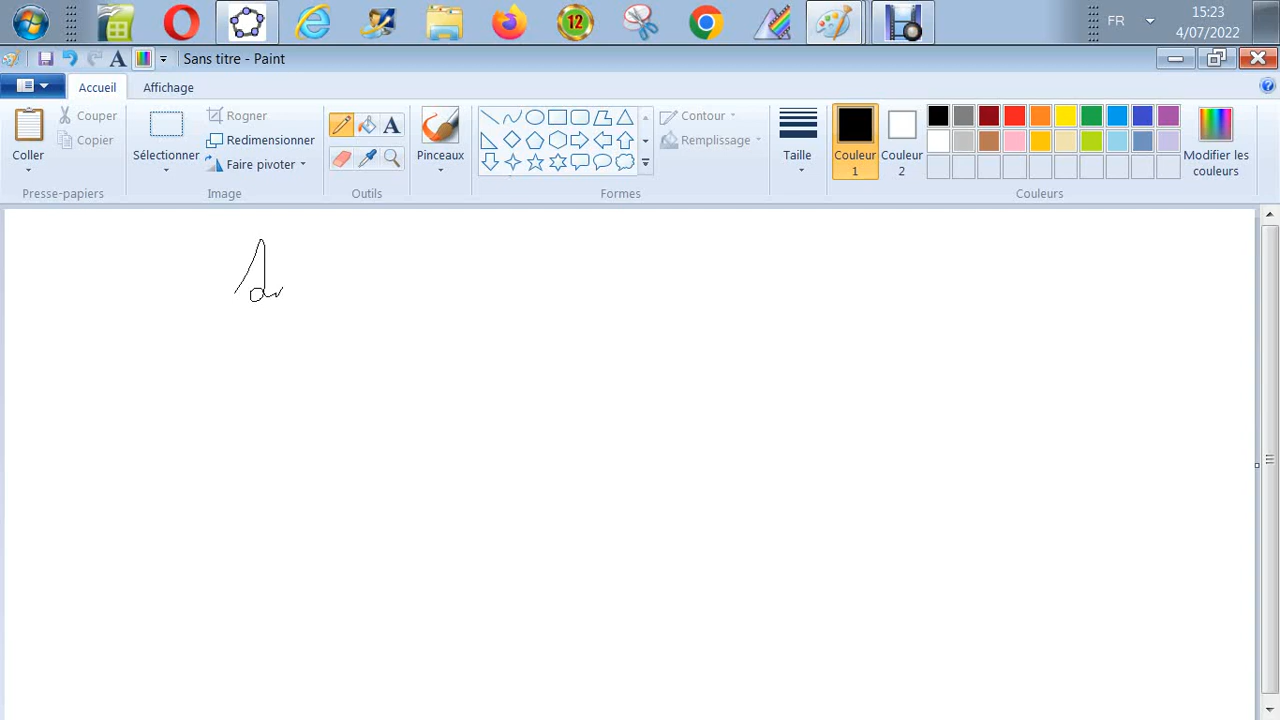 12
FR
15:23
4/07/2022
Sans titre - Paint
Accueil
Affichage
Coller
Couper
Copier
Presse-papiers
Sélectionner
Rogner
Redimensionner
Faire pivoter
Image
A
Outils
Pinceaux
Contour
Remplissage
Formes
Taille
Couleur 1
Couleur 2
Modifier les couleurs
Couleurs